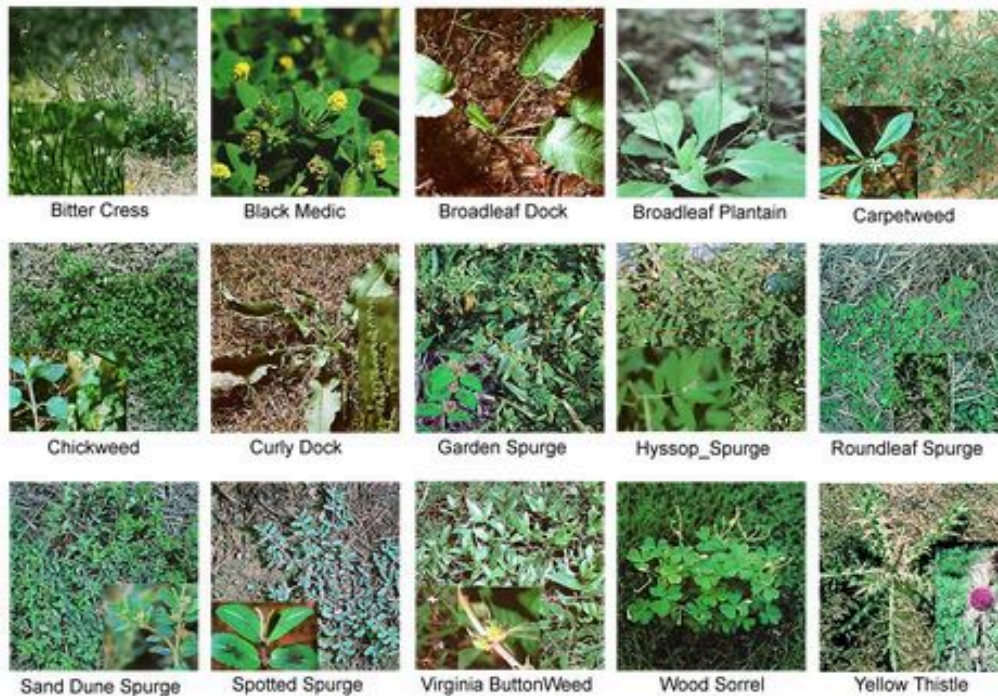 Bitter Cress
Black Medic
Broadleaf Dock
Broadleaf Plantain
Carpetweed
Chickweed
Curly Dock
Garden Spurge
Hyssop_Spurge
Roundleaf Spurge
Sand Dune Spurge
Spotted Spurge
Virginia ButtonWeed
Wood Sorrel
Yellow Thistle